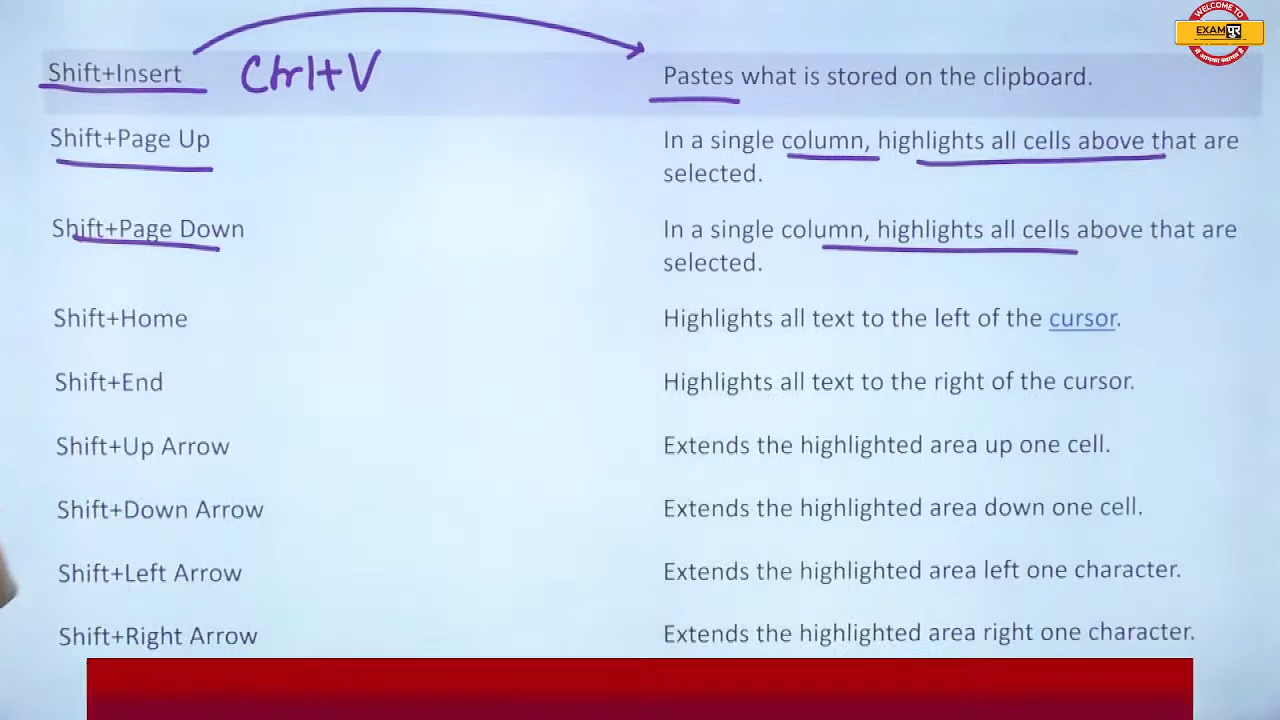 WELCOME TO
EXAMपुर
में आपका स्वागत है
Shift+Insert Ctrl+V Pastes what is stored on the clipboard.
Shift+Page Up In a single column, highlights all cells above that are
selected.
Shift+Page Down In a single column, highlights all cells above that are
selected.
Shift+Home Highlights all text to the left of the cursor.
Shift+End Highlights all text to the right of the cursor.
Shift+Up Arrow Extends the highlighted area up one cell.
Shift+Down Arrow Extends the highlighted area down one cell.
Shift+Left Arrow Extends the highlighted area left one character.
Shift+Right Arrow Extends the highlighted area right one character.